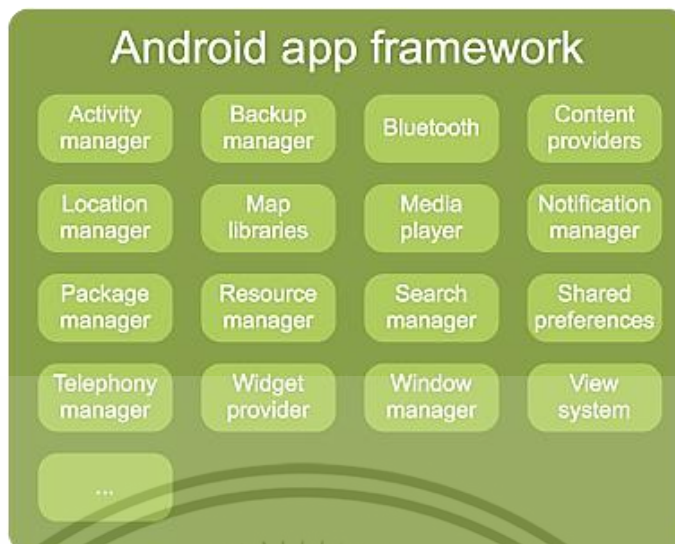 Android app framework
Activity
manager
Backup
manager
Bluetooth
Content
providers
Location
manager
Map
libraries
Media
player
Notification
manager
Package
manager
Resource
manager
Search
manager
Shared
preferences
Telephony
manager
Widget
provider
Window
manager
View
system
...